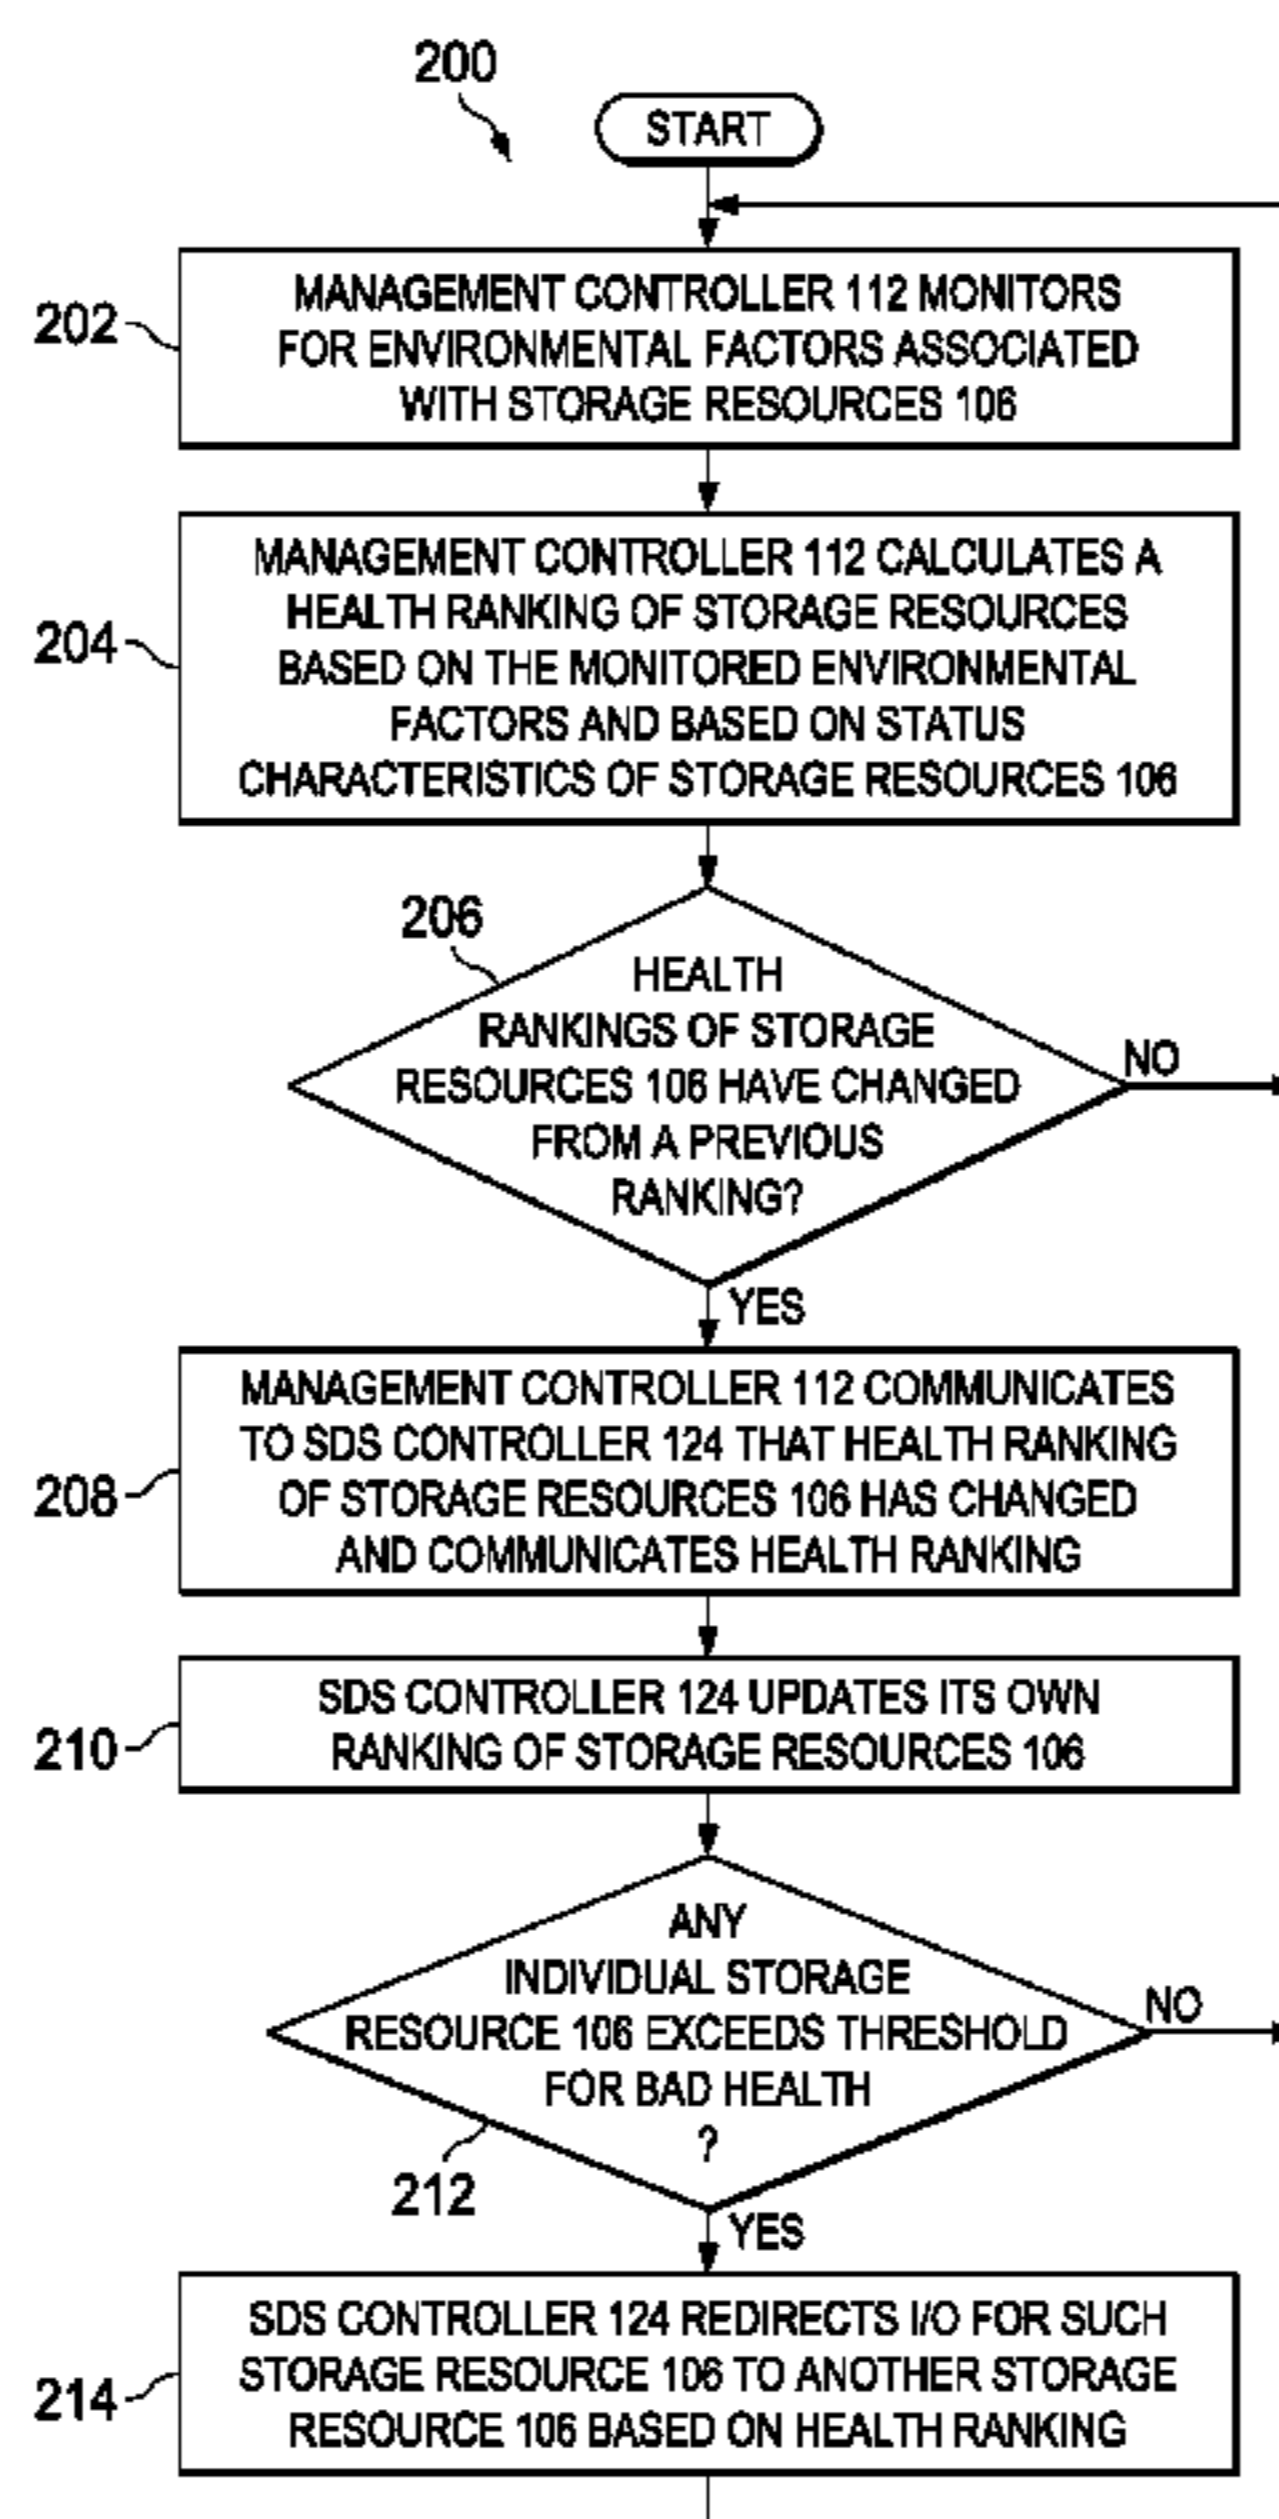 200
START
202
MANAGEMENT CONTROLLER 112 MONITORS
FOR ENVIRONMENTAL FACTORS ASSOCIATED
WITH STORAGE RESOURCES 106
204
MANAGEMENT CONTROLLER 112 CALCULATES A
HEALTH RANKING OF STORAGE RESOURCES
BASED ON THE MONITORED ENVIRONMENTAL
FACTORS AND BASED ON STATUS
CHARACTERISTICS OF STORAGE RESOURCES 106
206
HEALTH
RANKINGS OF STORAGE
RESOURCES 106 HAVE CHANGED
FROM A PREVIOUS
RANKING?
NO
YES
208
MANAGEMENT CONTROLLER 112 COMMUNICATES
TO SDS CONTROLLER 124 THAT HEALTH RANKING
OF STORAGE RESOURCES 106 HAS CHANGED
AND COMMUNICATES HEALTH RANKING
210
SDS CONTROLLER 124 UPDATES ITS OWN
RANKING OF STORAGE RESOURCES 106
ANY
INDIVIDUAL STORAGE
RESOURCE 106 EXCEEDS THRESHOLD
FOR BAD HEALTH
?
NO
212
YES
214
SDS CONTROLLER 124 REDIRECTS I/O FOR SUCH
STORAGE RESOURCE 106 TO ANOTHER STORAGE
RESOURCE 106 BASED ON HEALTH RANKING